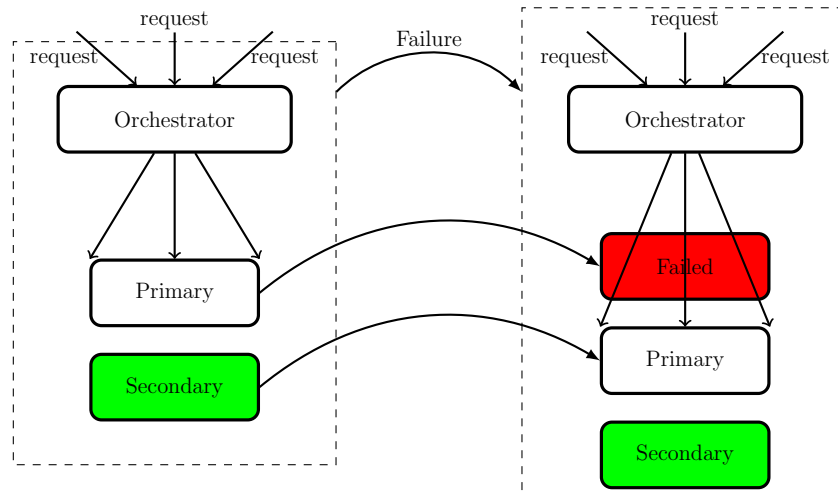 request
request
request
Orchestrator
Primary
Secondary
Failure
request
request
request
Orchestrator
Failed
Primary
Secondary